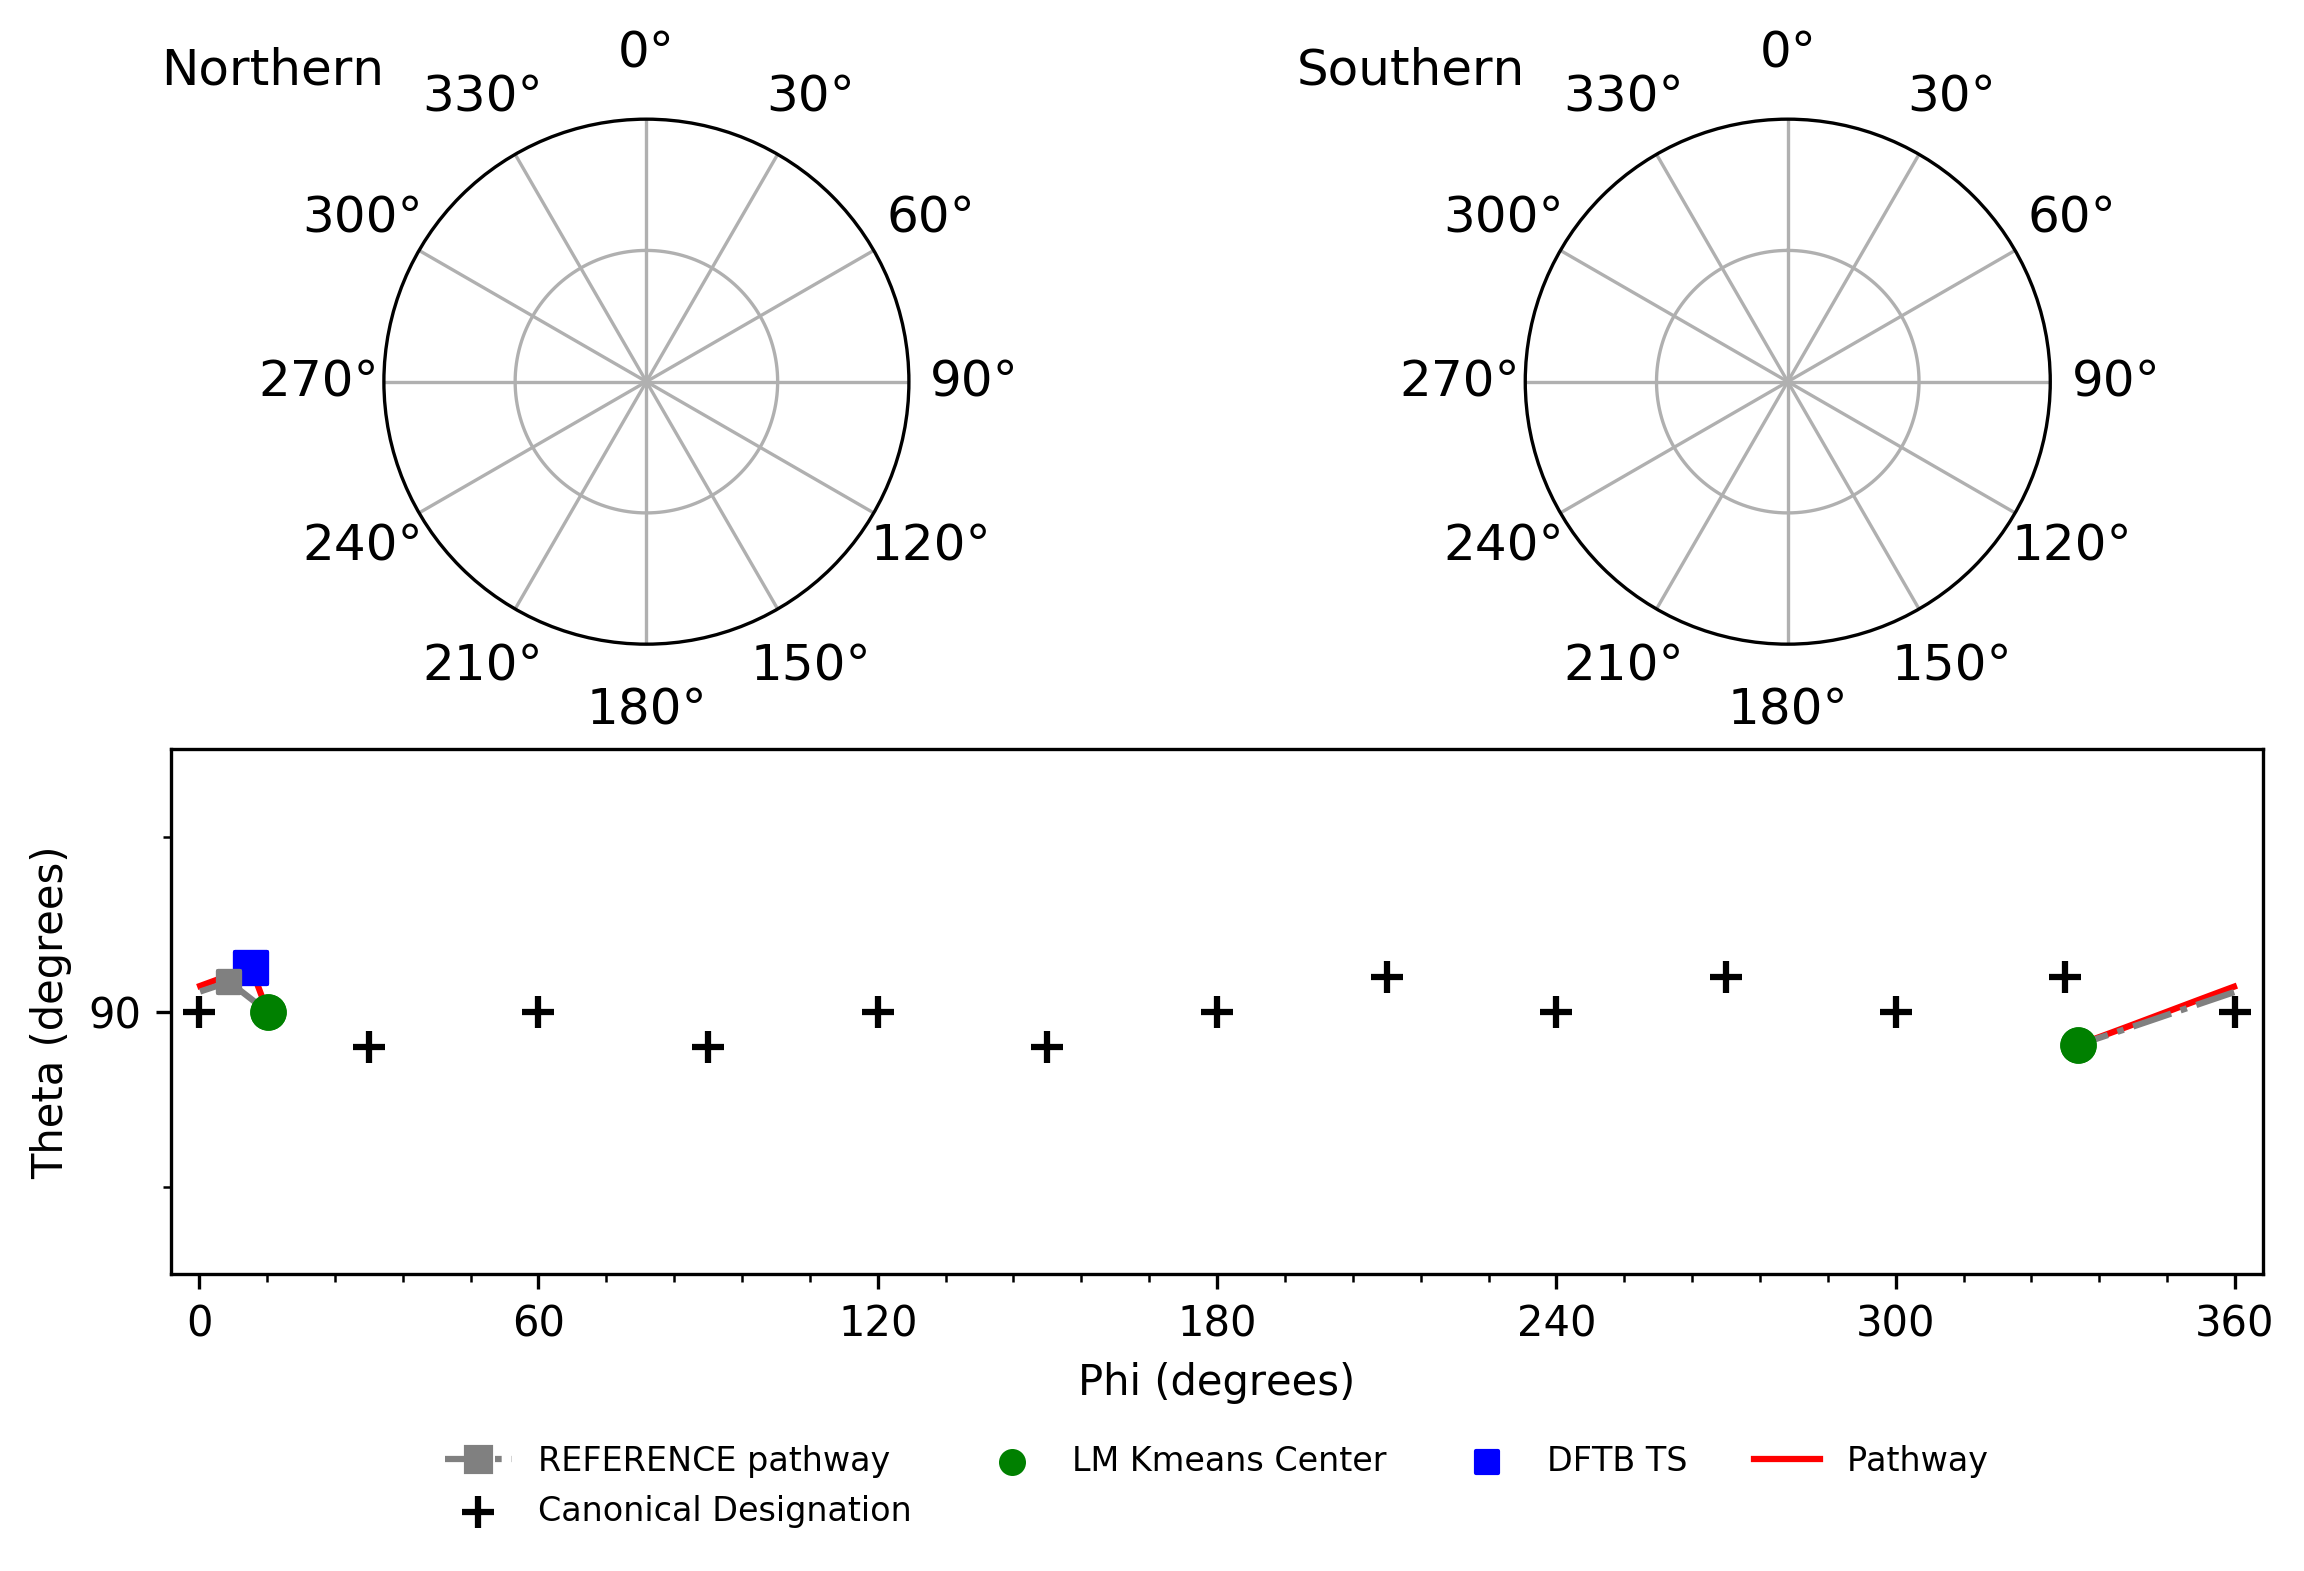 Northern
0°
330°
30°
300°
60°
270°
90°
240°
120°
210°
150°
180°
Southern
0°
330°
30°
300°
60°
270°
90°
240°
120°
210°
150°
180°
Theta (degrees)
90
0 60 120 180 240 300 360
Phi (degrees)
REFERENCE pathway
Canonical Designation
LM Kmeans Center
DFTB TS
Pathway